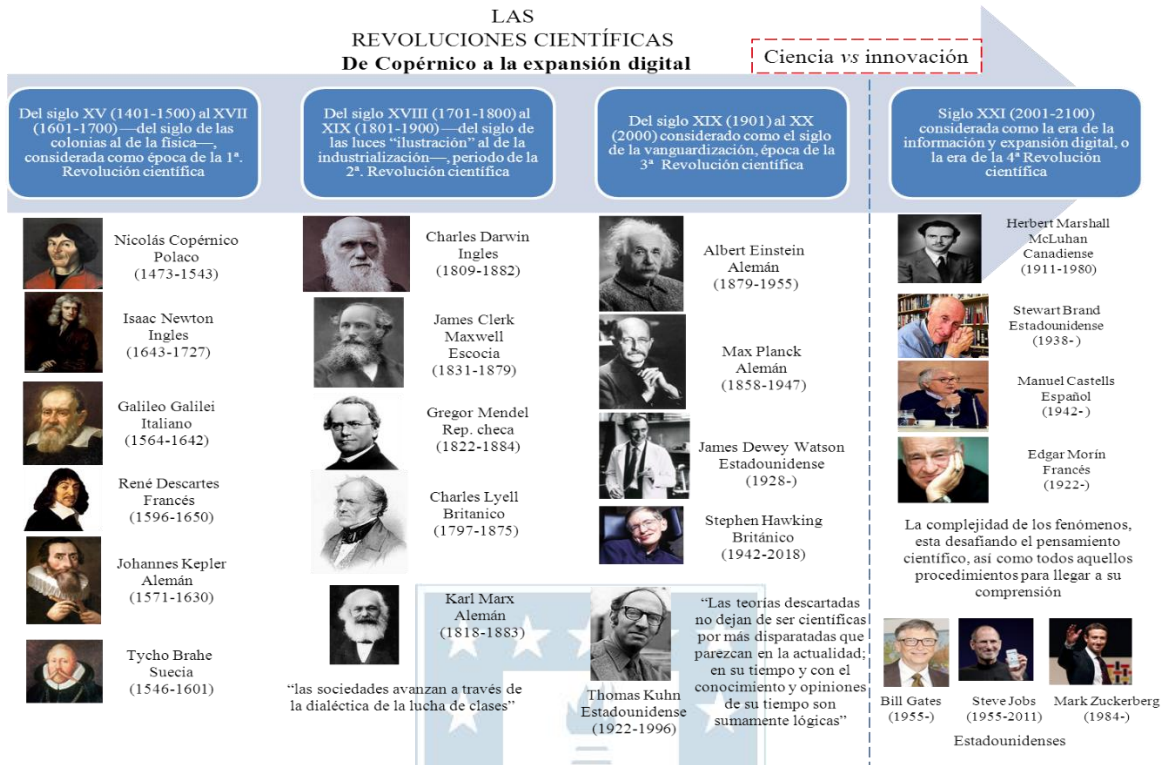 LAS
REVOLUCIONES CIENTÍFICAS
De Copérnico a la expansión digital
Ciencia vs innovación
Del siglo XV (1401-1500) al XVII
(1601-1700) —del siglo de las
colonias al de la física—,
considerada como época de la 1ª.
Revolución científica
Del siglo XVIII (1701-1800) al
XIX (1801-1900) —del siglo de
las luces “ilustración” al de la
industrialización—, periodo de la
2ª. Revolución científica
Del siglo XIX (1901) al XX
(2000) considerado como el siglo
de la vanguardización, época de la
3ª Revolución científica
Siglo XXI (2001-2100)
considerada como la era de la
información y expansión digital, o
la era de la 4ª Revolución
científica
Nicolás Copérnico
Polaco
(1473-1543)
Isaac Newton
Ingles
(1643-1727)
Galileo Galilei
Italiano
(1564-1642)
René Descartes
Francés
(1596-1650)
Johannes Kepler
Alemán
(1571-1630)
Tycho Brahe
Suecia
(1546-1601)
Charles Darwin
Ingles
(1809-1882)
James Clerk
Maxwell
Escocia
(1831-1879)
Gregor Mendel
Rep. checa
(1822-1884)
Charles Lyell
Britanico
(1797-1875)
Karl Marx
Alemán
(1818-1883)
“las sociedades avanzan a través de
la dialéctica de la lucha de clases”
Albert Einstein
Alemán
(1879-1955)
Max Planck
Alemán
(1858-1947)
James Dewey Watson
Estadounidense
(1928-)
Stephen Hawking
Británico
(1942-2018)
Thomas Kuhn
Estadounidense
(1922-1996)
“Las teorías descartadas
no dejan de ser científicas
por más disparatadas que
parezcan en la actualidad;
en su tiempo y con el
conocimiento y opiniones
de su tiempo son
sumamente lógicas”
Herbert Marshall
McLuhan
Canadiense
(1911-1980)
Stewart Brand
Estadounidense
(1938-)
Manuel Castells
Español
(1942-)
Edgar Morín
Francés
(1922-)
La complejidad de los fenómenos,
esta desafiando el pensamiento
científico, así como todos aquellos
procedimientos para llegar a su
comprensión
Bill Gates
(1955-)
Steve Jobs
(1955-2011)
Mark Zuckerberg
(1984-)
Estadounidenses